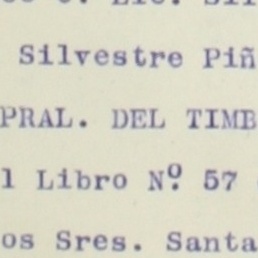 Silvestre Piñ
PRAL. DEL TIMB
l Libro Nº 57
os Sres. Santa